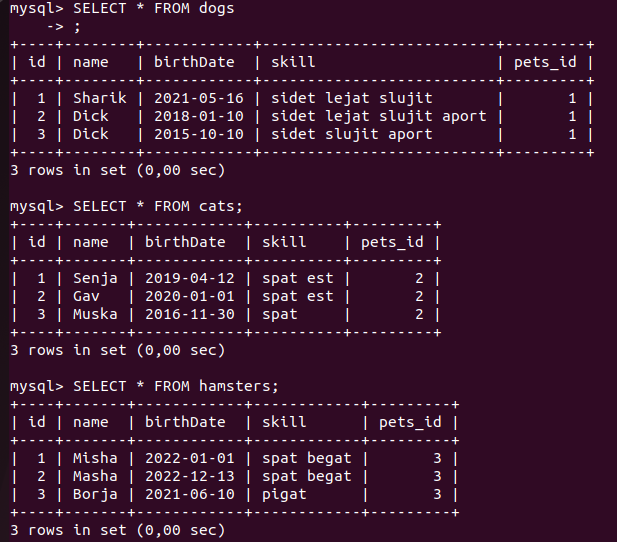 mysql> SELECT * FROM dogs
    -> ;
+----+--------+------------+--------------------------+---------+
| id | name   | birthDate  | skill                    | pets_id |
+----+--------+------------+--------------------------+---------+
|  1 | Sharik | 2021-05-16 | sidet lejat slujit       |       1 |
|  2 | Dick   | 2018-01-10 | sidet lejat slujit aport |       1 |
|  3 | Dick   | 2015-10-10 | sidet slujit aport       |       1 |
+----+--------+------------+--------------------------+---------+
3 rows in set (0,00 sec)

mysql> SELECT * FROM cats;
+----+-------+------------+----------+---------+
| id | name  | birthDate  | skill    | pets_id |
+----+-------+------------+----------+---------+
|  1 | Senja | 2019-04-12 | spat est |       2 |
|  2 | Gav   | 2020-01-01 | spat est |       2 |
|  3 | Muska | 2016-11-30 | spat     |       2 |
+----+-------+------------+----------+---------+
3 rows in set (0,00 sec)

mysql> SELECT * FROM hamsters;
+----+-------+------------+------------+---------+
| id | name  | birthDate  | skill      | pets_id |
+----+-------+------------+------------+---------+
|  1 | Misha | 2022-01-01 | spat begat |       3 |
|  2 | Masha | 2022-12-13 | spat begat |       3 |
|  3 | Borja | 2021-06-10 | pigat      |       3 |
+----+-------+------------+------------+---------+
3 rows in set (0,00 sec)